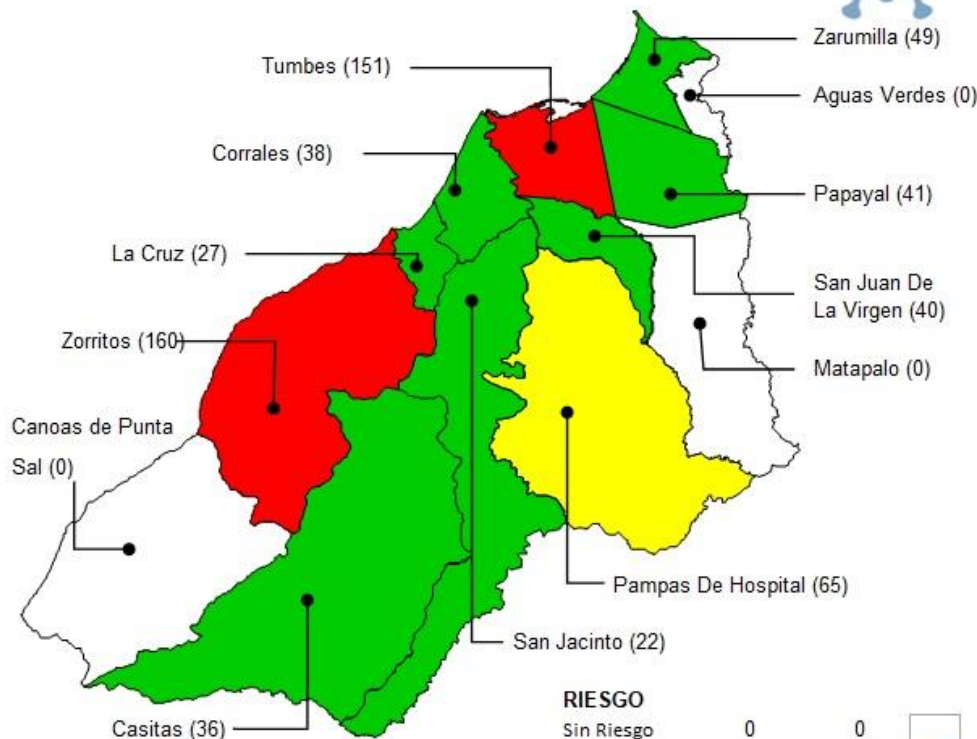 Zarumilla (49)
Tumbes (151)
Aguas Verdes (0)
Corrales (38)
Papayal (41)
La Cruz (27)
San Juan De
La Virgen (40)
Zorritos (160)
Matapalo (0)
Canoas de Punta
Sal (0)
Pampas De Hospital (65)
San Jacinto (22)
Casitas (36)
RIESGO
Sin Riesgo 0 0